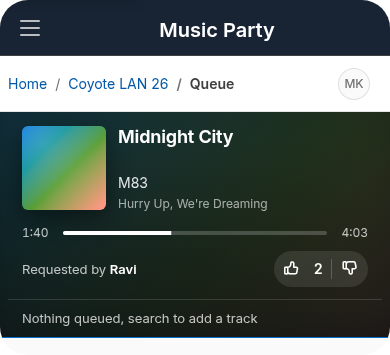 Music Party
Home / Coyote LAN 26 / Queue
MK
Midnight City
M83
Hurry Up, We're Dreaming
1:40
4:03
Requested by Ravi
2
Nothing queued, search to add a track